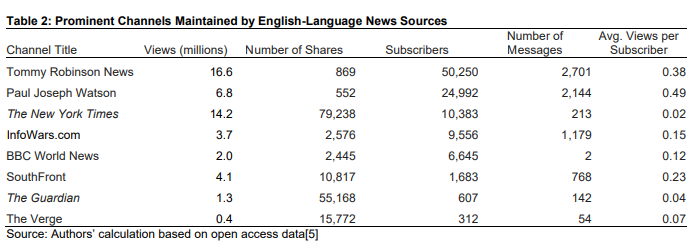 Table 2: Prominent Channels Maintained by English-Language News Sources
Channel Title Views (millions) Number of Shares Subscribers Number of Messages Avg. Views per Subscriber
Tommy Robinson News 16.6 869 50,250 2,701 0.38
Paul Joseph Watson 6.8 552 24,992 2,144 0.49
The New York Times 14.2 79,238 10,383 213 0.02
InfoWars.com 3.7 2,576 9,556 1,179 0.15
BBC World News 2.0 2,445 6,645 2 0.12
SouthFront 4.1 10,817 1,683 768 0.23
The Guardian 1.3 55,168 607 142 0.04
The Verge 0.4 15,772 312 54 0.07
Source: Authors' calculation based on open access data[5]